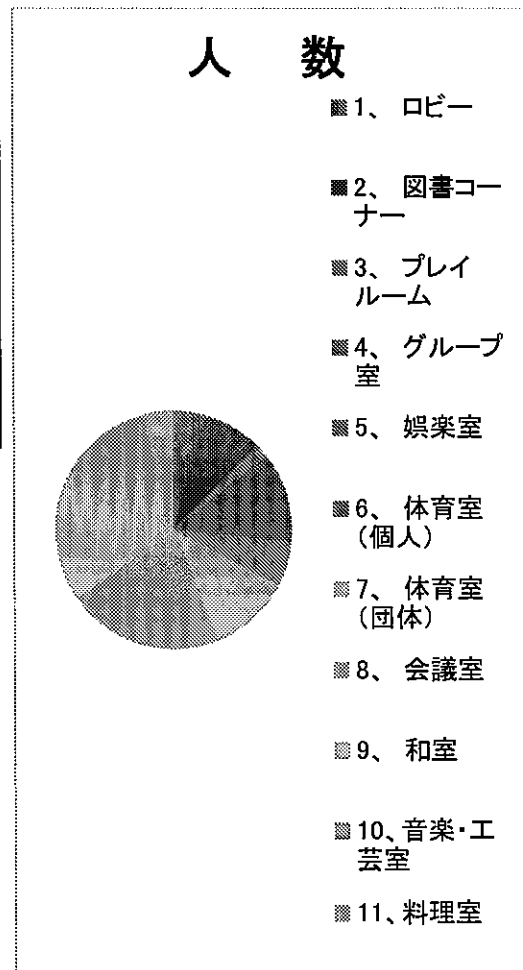 人 数
1、 ロビー
2、 図書コー
ナー
3、 プレイ
ルーム
4、 グループ
室
5、 娯楽室
6、 体育室
(個人)
7、 体育室
(団体)
8、 会議室
9、 和室
10、音楽・工
芸室
11、料理室